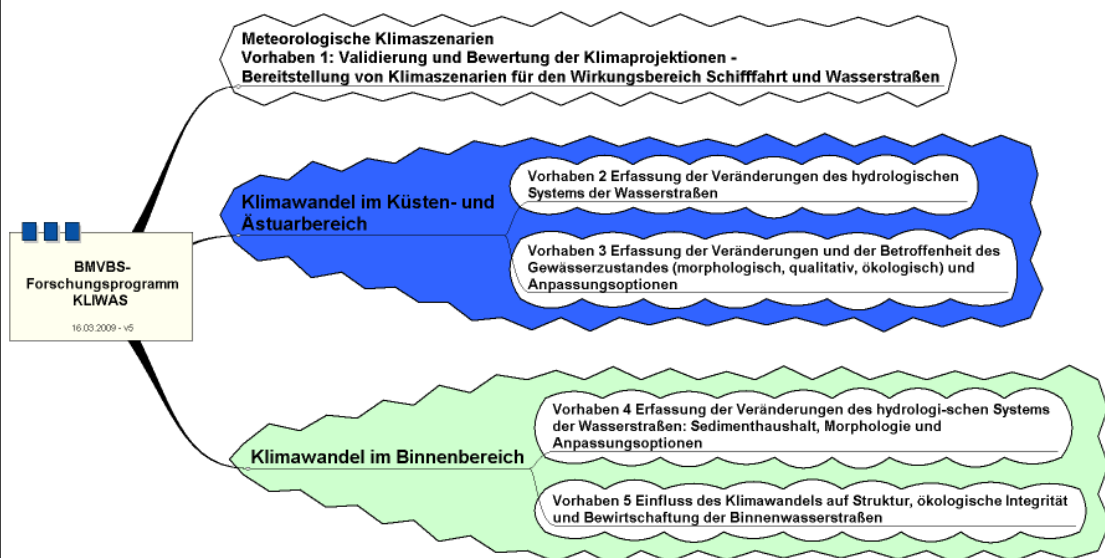 Meteorologische Klimaszenarien
Vorhaben 1: Validierung und Bewertung der Klimaprojektionen -
Bereitstellung von Klimaszenarien für den Wirkungsbereich Schifffahrt und Wasserstraßen
Klimawandel im Küsten- und
Ästuarbereich
Vorhaben 2 Erfassung der Veränderungen des hydrologischen
Systems der Wasserstraßen
Vorhaben 3 Erfassung der Veränderungen und der Betroffenheit des
Gewässerzustandes (morphologisch, qualitativ, ökologisch) und
Anpassungsoptionen
BMVBS-
Forschungsprogramm
KLIWAS
16.03.2009 - v5
Klimawandel im Binnenbereich
Vorhaben 4 Erfassung der Veränderungen des hydrologi-schen Systems
der Wasserstraßen: Sedimenthaushalt, Morphologie und
Anpassungsoptionen
Vorhaben 5 Einfluss des Klimawandels auf Struktur, ökologische Integrität
und Bewirtschaftung der Binnenwasserstraßen